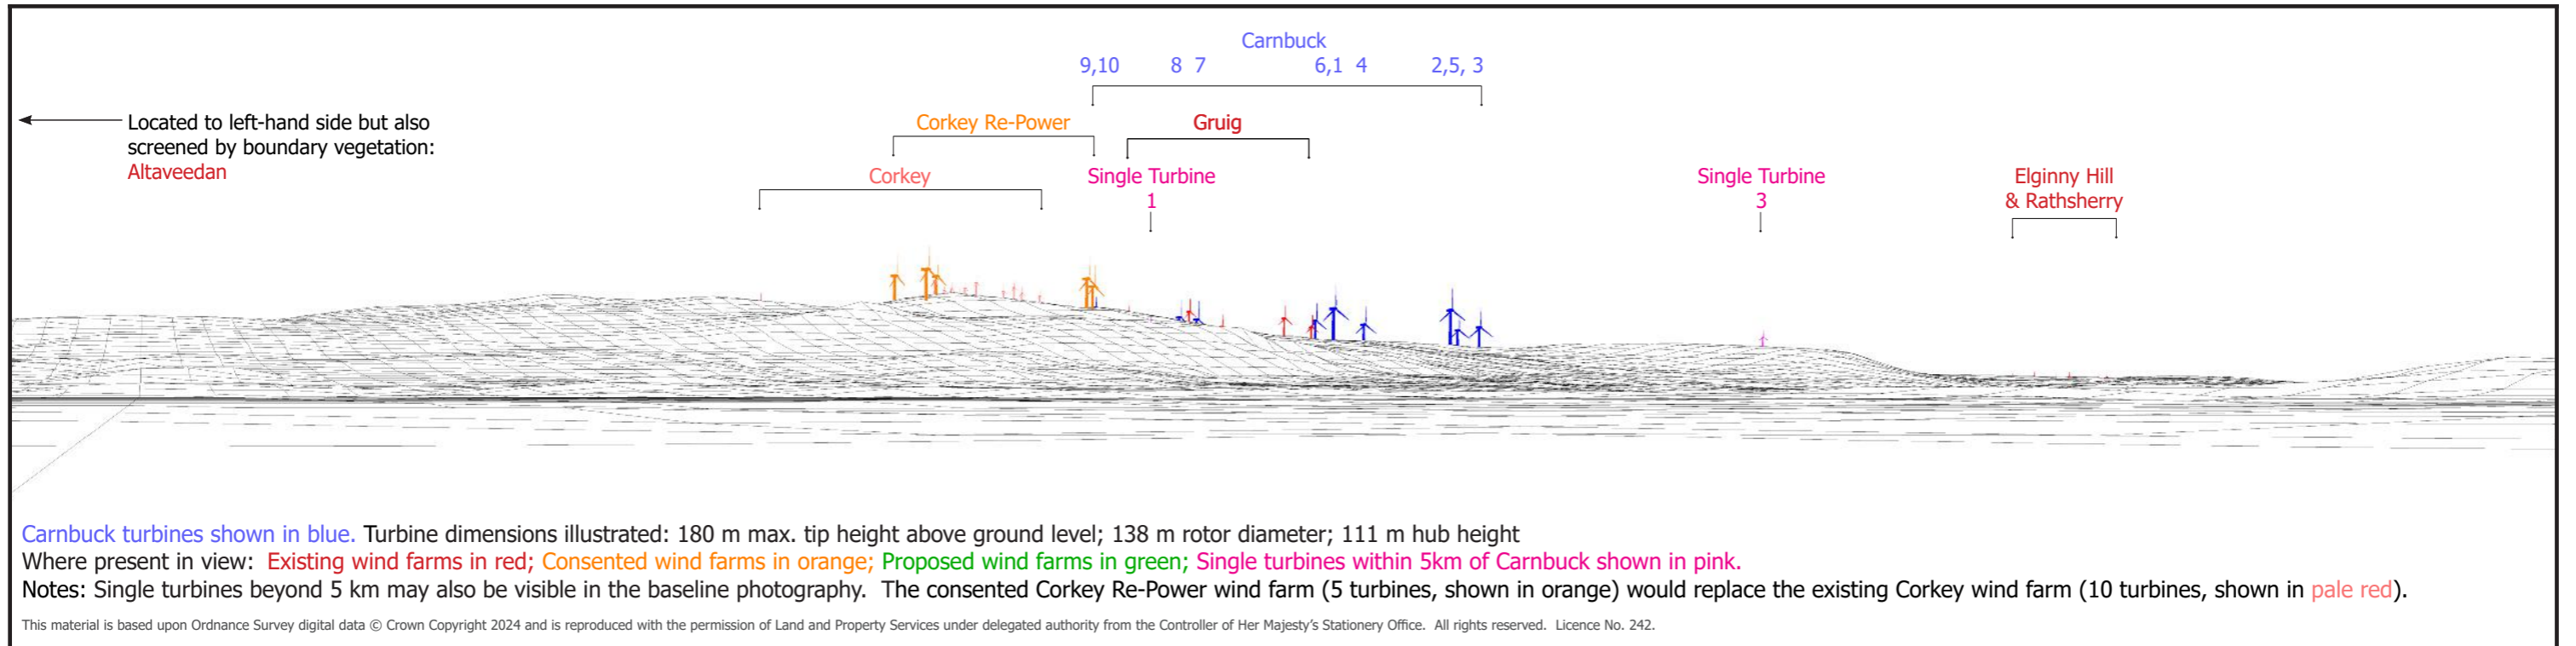 Carnbuck
9,10 8 7 6,1 4 2,5, 3
Located to left-hand side but also
screened by boundary vegetation:
Altaveedan
Corkey Re-Power
Gruig
Corkey
Single Turbine
1
Single Turbine
3
Elginny Hill
& Rathsherry
Carnbuck turbines shown in blue. Turbine dimensions illustrated: 180 m max. tip height above ground level; 138 m rotor diameter; 111 m hub height
Where present in view: Existing wind farms in red; Consented wind farms in orange; Proposed wind farms in green; Single turbines within 5km of Carnbuck shown in pink.
Notes: Single turbines beyond 5 km may also be visible in the baseline photography. The consented Corkey Re-Power wind farm (5 turbines, shown in orange) would replace the existing Corkey wind farm (10 turbines, shown in pale red).
This material is based upon Ordnance Survey digital data © Crown Copyright 2024 and is reproduced with the permission of Land and Property Services under delegated authority from the Controller of Her Majesty's Stationery Office. All rights reserved. Licence No. 242.